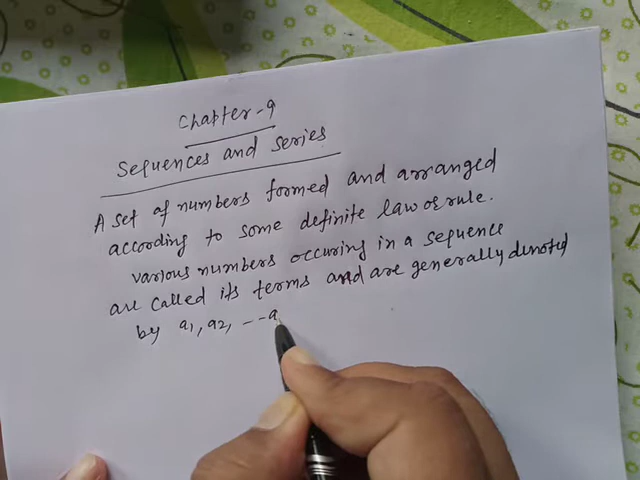 Chapter-9
Sequences and series
A set of numbers formed and arranged
according to some definite law or rule.
various numbers occuring in a sequence
are called its terms and are generally denoted
by a1, a2, --a